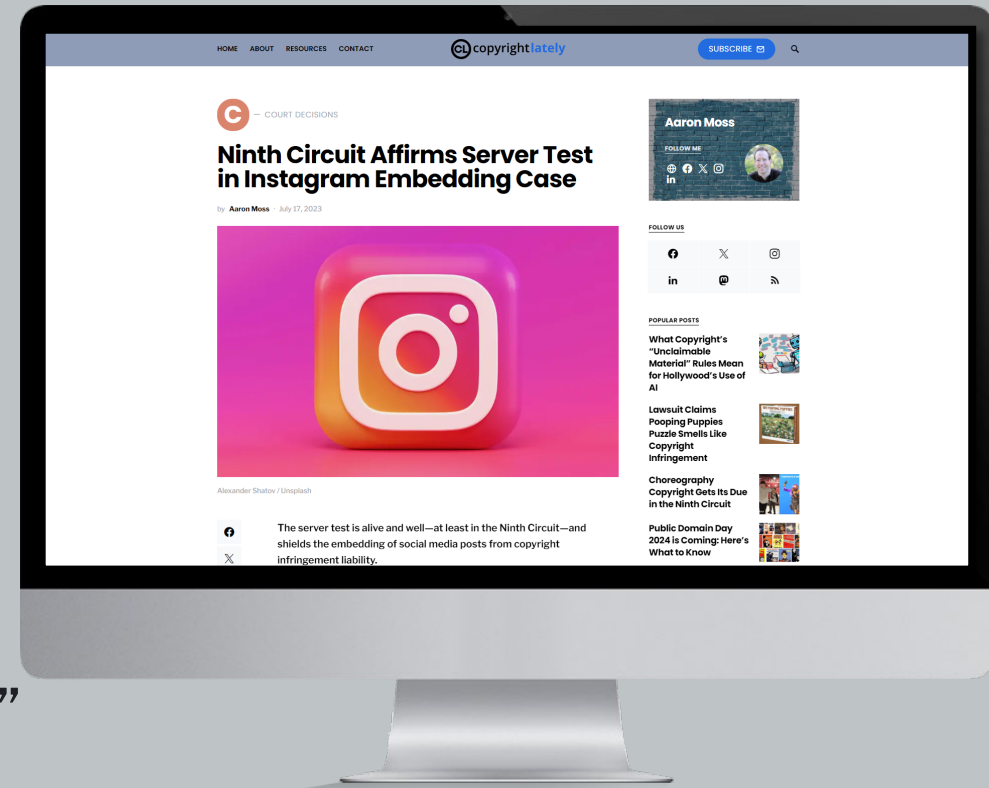 HOME ABOUT RESOURCES CONTACT
CL copyrightlately
SUBSCRIBE
C — COURT DECISIONS
Ninth Circuit Affirms Server Test
in Instagram Embedding Case
by Aaron Moss · July 17, 2023
Alexander Shatov / Unsplash
The server test is alive and well—at least in the Ninth Circuit—and
shields the embedding of social media posts from copyright
infringement liability.
Aaron Moss
FOLLOW ME
FOLLOW US
POPULAR POSTS
What Copyright's
“Unclaimable
Material” Rules Mean
for Hollywood's Use of
AI
Lawsuit Claims
Pooping Puppies
Puzzle Smells Like
Copyright
Infringement
Choreography
Copyright Gets Its Due
in the Ninth Circuit
Public Domain Day
2024 is Coming: Here's
What to Know
”